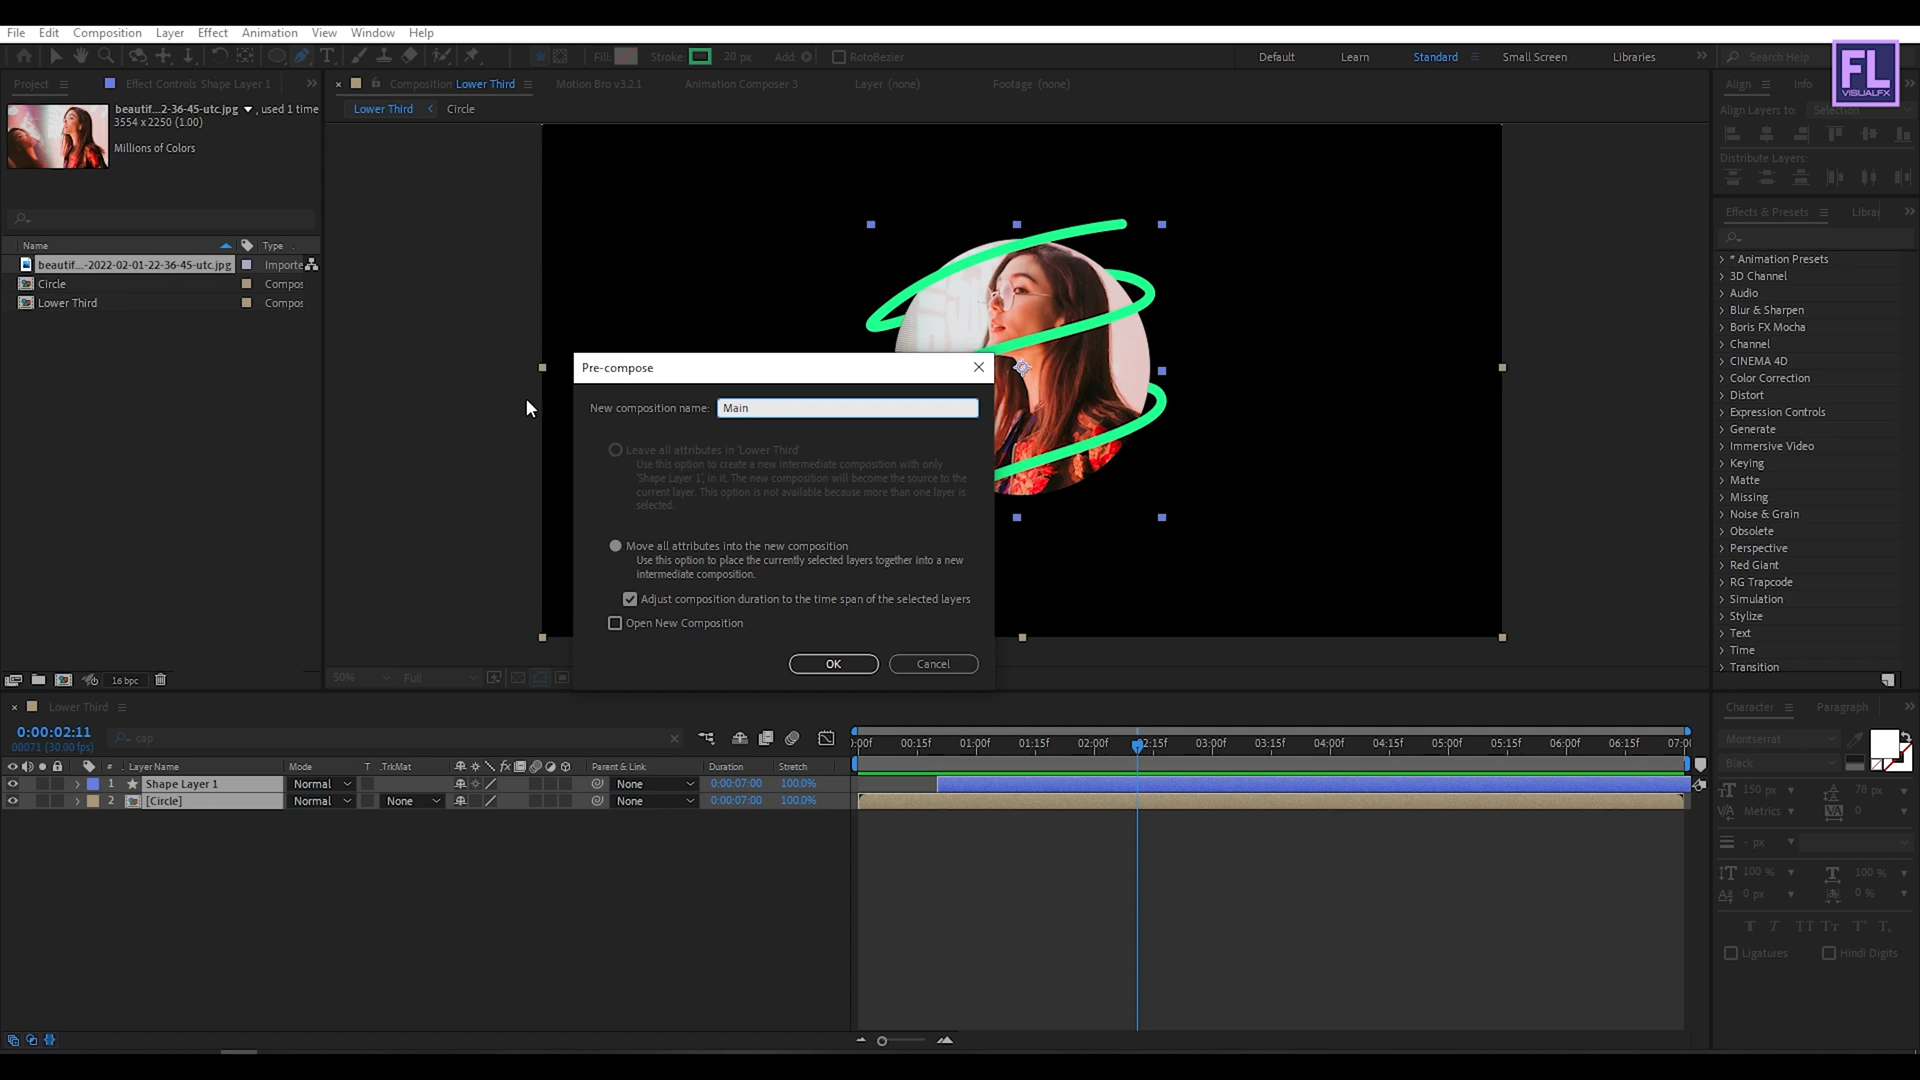 File Edit Composition Layer Effect Animation View Window Help
Fill: Stroke: 20 px Add: RotoBezier Default Learn Standard Small Screen Libraries Search Help
FL
VISUALFX
Project Effect Controls Shape Layer 1 Composition Lower Third Motion Bro v3.2.1 Animation Composer 3 Layer (none) Footage (none) Align Info
beautif...2-36-45-utc.jpg , used 1 time
3554 x 2250 (1.00)
Millions of Colors
Lower Third Circle
Align Layers to: Selection
Distribute Layers:
Effects & Presets
Name Type
beautif...-2022-02-01-22-36-45-utc.jpg Importe
Circle Compos
Lower Third Compos
* Animation Presets
3D Channel
Audio
Blur & Sharpen
Boris FX Mocha
Channel
CINEMA 4D
Color Correction
Distort
Expression Controls
Generate
Immersive Video
Keying
Matte
Missing
Noise & Grain
Obsolete
Perspective
Red Giant
RG Trapcode
Simulation
Stylize
Text
Time
Transition
Pre-compose
New composition name: Main
Leave all attributes in 'Lower Third'
Use this option to create a new intermediate composition with only
'Shape Layer 1', in it. The new composition will become the source to the
current layer. This option is not available because more than one layer is
selected.
Move all attributes into the new composition
Use this option to place the currently selected layers together into a new
intermediate composition.
Adjust composition duration to the time span of the selected layers
Open New Composition
OK Cancel
16 bpc
50% Full
Lower Third
0:00:02:11
00071 (30.00 fps)
cap
:00f 00:15f 01:00f 01:15f 02:00f 02:15f 03:00f 03:15f 04:00f 04:15f 05:00f 05:15f 06:00f 06:15f 07:00
# Layer Name Mode T .TrkMat Parent & Link Duration Stretch
1 Shape Layer 1 Normal None 0:00:07:00 100.0%
2 [Circle] Normal None None 0:00:07:00 100.0%
Character Paragraph
Montserrat
Black
150 px 78 px
Metrics 0
- px
100 % 100 %
0 px 0 %
Ligatures Hindi Digits